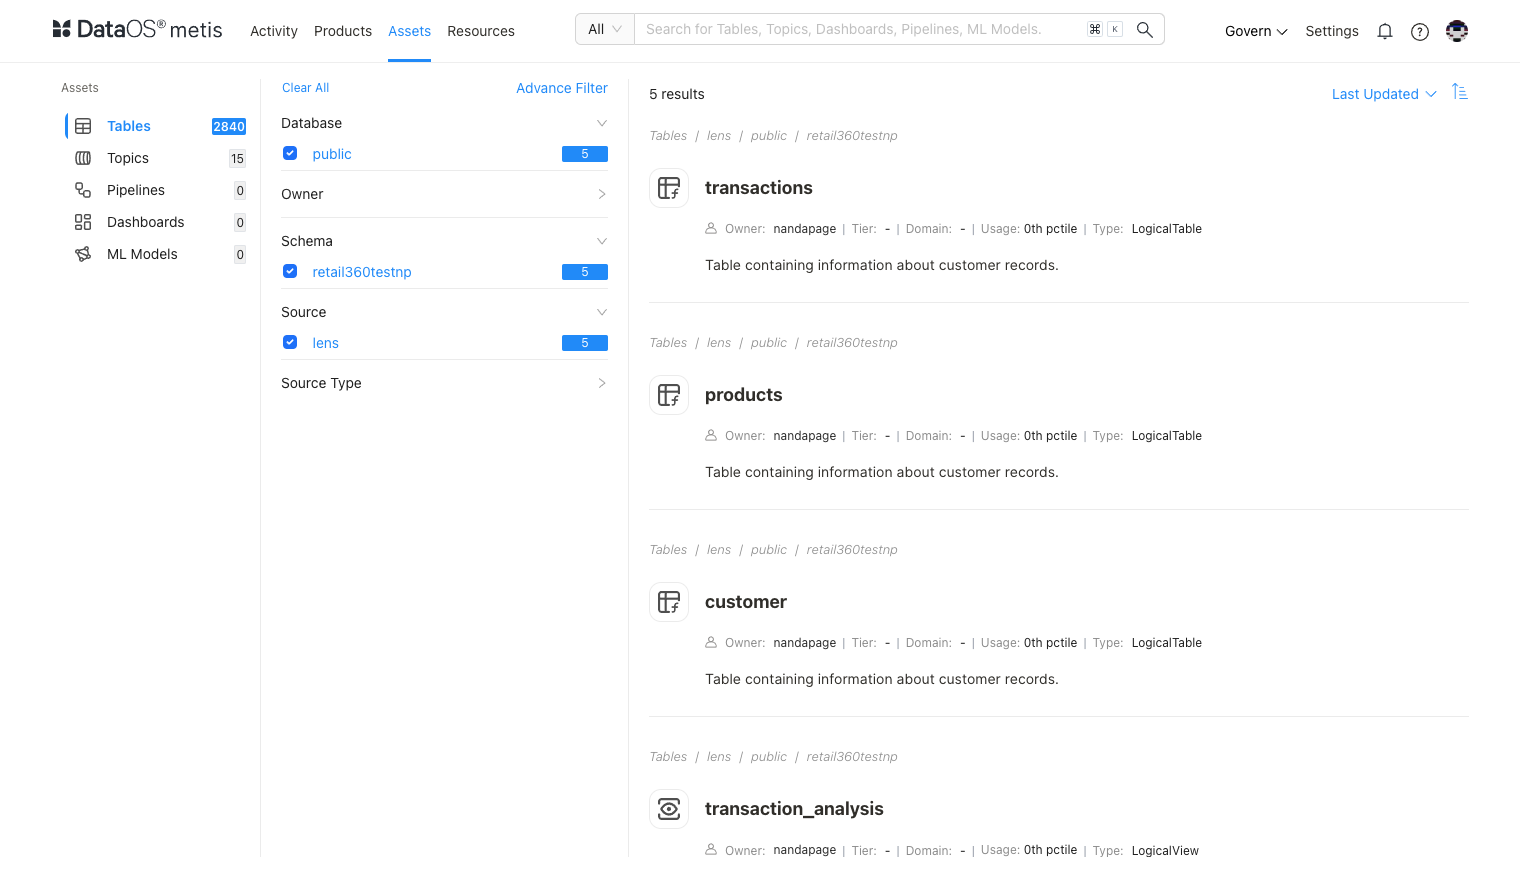 DataOS® metis Activity Products Assets Resources All Search for Tables, Topics, Dashboards, Pipelines, ML Models. ⌘ K Govern Settings
Assets
Tables 2840
Topics 15
Pipelines 0
Dashboards 0
ML Models 0
Clear All Advance Filter
Database
public 5
Owner
Schema
retail360testnp 5
Source
lens 5
Source Type
5 results Last Updated
Tables / lens / public / retail360testnp
transactions
Owner: nandapage | Tier: - | Domain: - | Usage: 0th pctile | Type: LogicalTable
Table containing information about customer records.
Tables / lens / public / retail360testnp
products
Owner: nandapage | Tier: - | Domain: - | Usage: 0th pctile | Type: LogicalTable
Table containing information about customer records.
Tables / lens / public / retail360testnp
customer
Owner: nandapage | Tier: - | Domain: - | Usage: 0th pctile | Type: LogicalTable
Table containing information about customer records.
Tables / lens / public / retail360testnp
transaction_analysis
Owner: nandapage | Tier: - | Domain: - | Usage: 0th pctile | Type: LogicalView